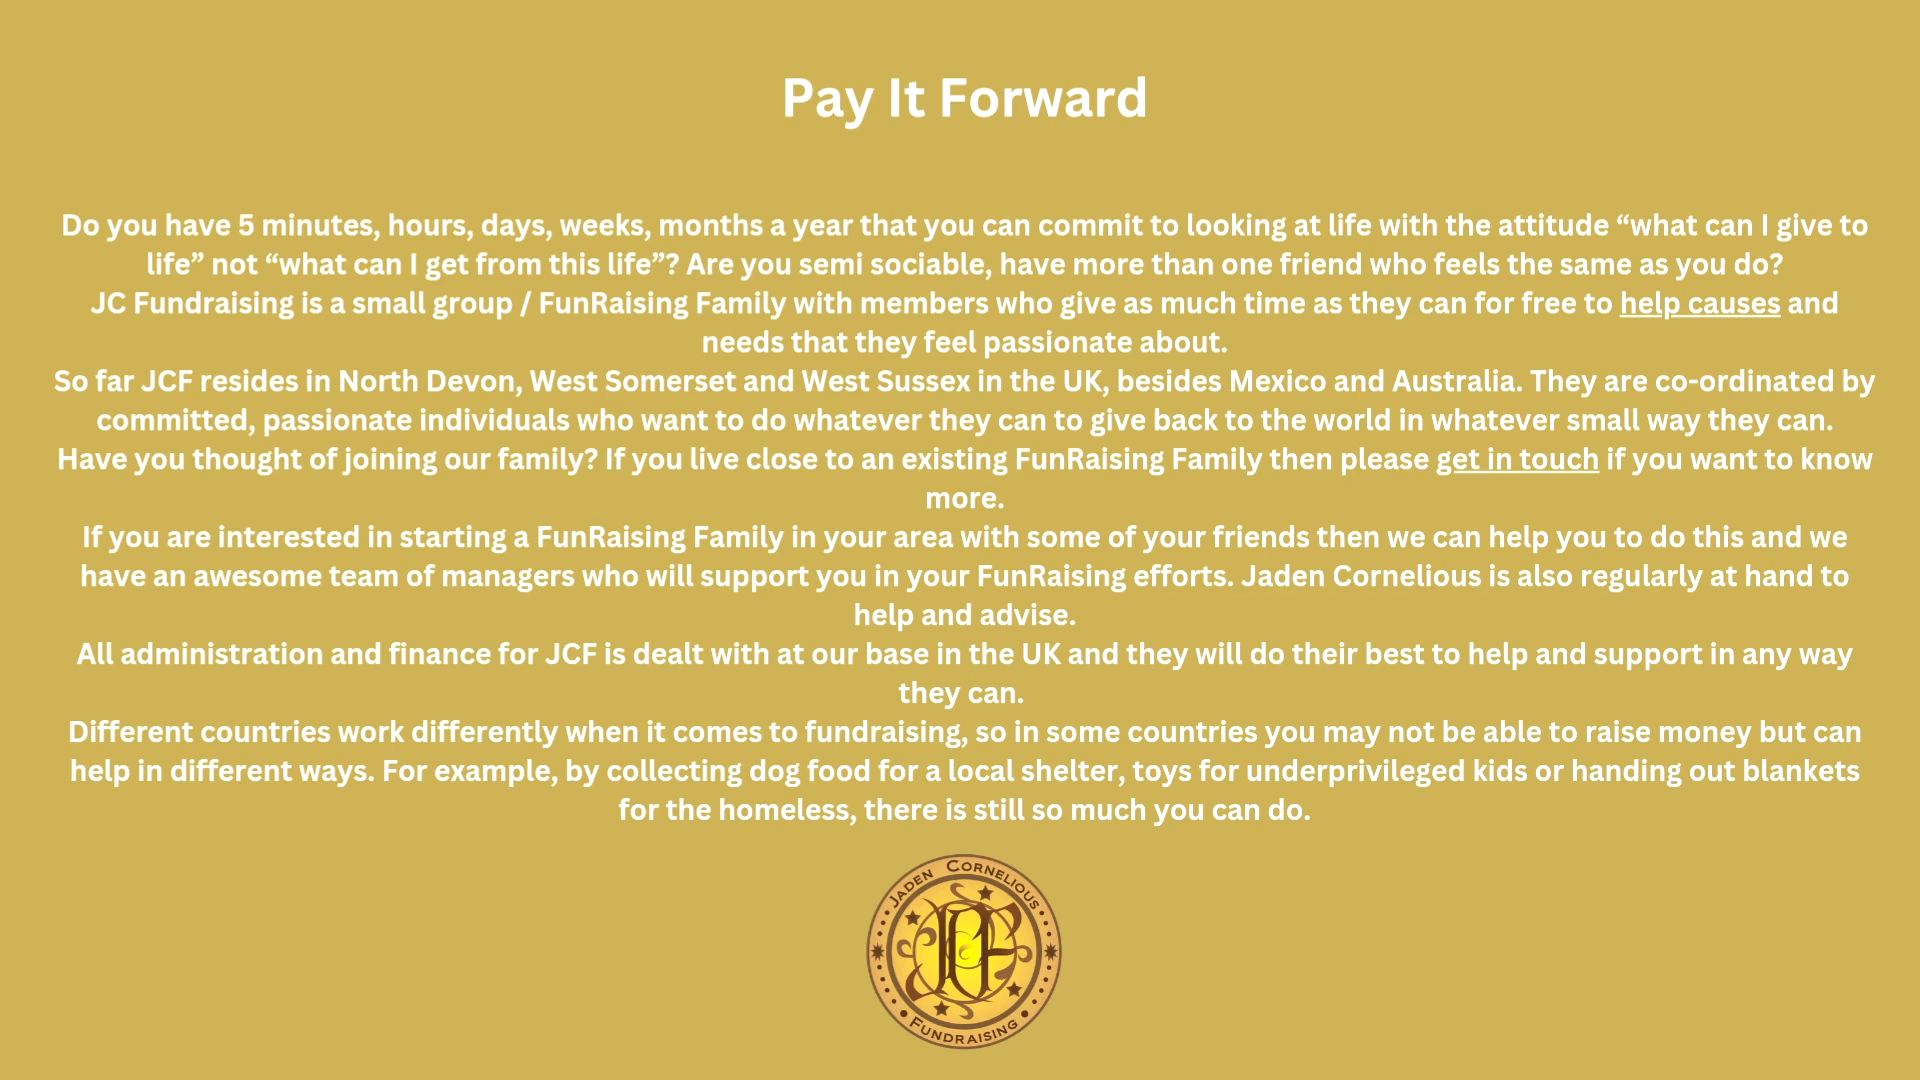 Pay It Forward
Do you have 5 minutes, hours, days, weeks, months a year that you can commit to looking at life with the attitude “what can I give to
life” not “what can I get from this life”? Are you semi sociable, have more than one friend who feels the same as you do?
JC Fundraising is a small group / FunRaising Family with members who give as much time as they can for free to help causes and
needs that they feel passionate about.
So far JCF resides in North Devon, West Somerset and West Sussex in the UK, besides Mexico and Australia. They are co-ordinated by
committed, passionate individuals who want to do whatever they can to give back to the world in whatever small way they can.
Have you thought of joining our family? If you live close to an existing FunRaising Family then please get in touch if you want to know
more.
If you are interested in starting a FunRaising Family in your area with some of your friends then we can help you to do this and we
have an awesome team of managers who will support you in your FunRaising efforts. Jaden Cornelious is also regularly at hand to
help and advise.
All administration and finance for JCF is dealt with at our base in the UK and they will do their best to help and support in any way
they can.
Different countries work differently when it comes to fundraising, so in some countries you may not be able to raise money but can
help in different ways. For example, by collecting dog food for a local shelter, toys for underprivileged kids or handing out blankets
for the homeless, there is still so much you can do.
JADEN CORNELIOUS
JCF
FUNDRAISING